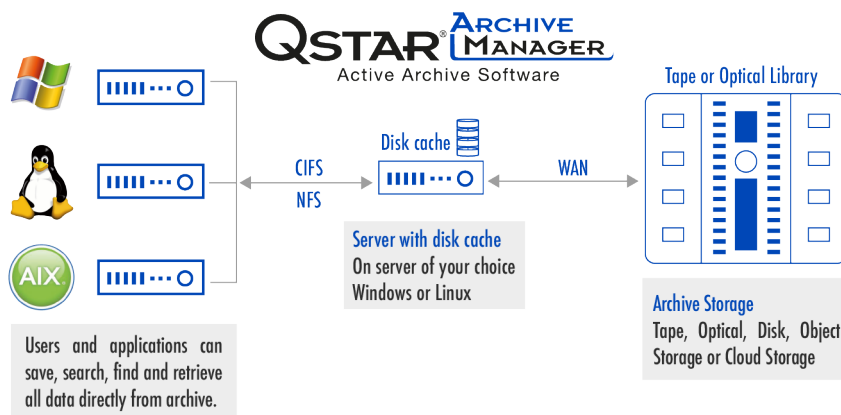 QSTAR® ARCHIVE MANAGER
Active Archive Software
Tape or Optical Library
Disk cache
CIFS
NFS
WAN
AIX
Server with disk cache
On server of your choice
Windows or Linux
Archive Storage
Tape, Optical, Disk, Object
Storage or Cloud Storage
Users and applications can
save, search, find and retrieve
all data directly from archive.